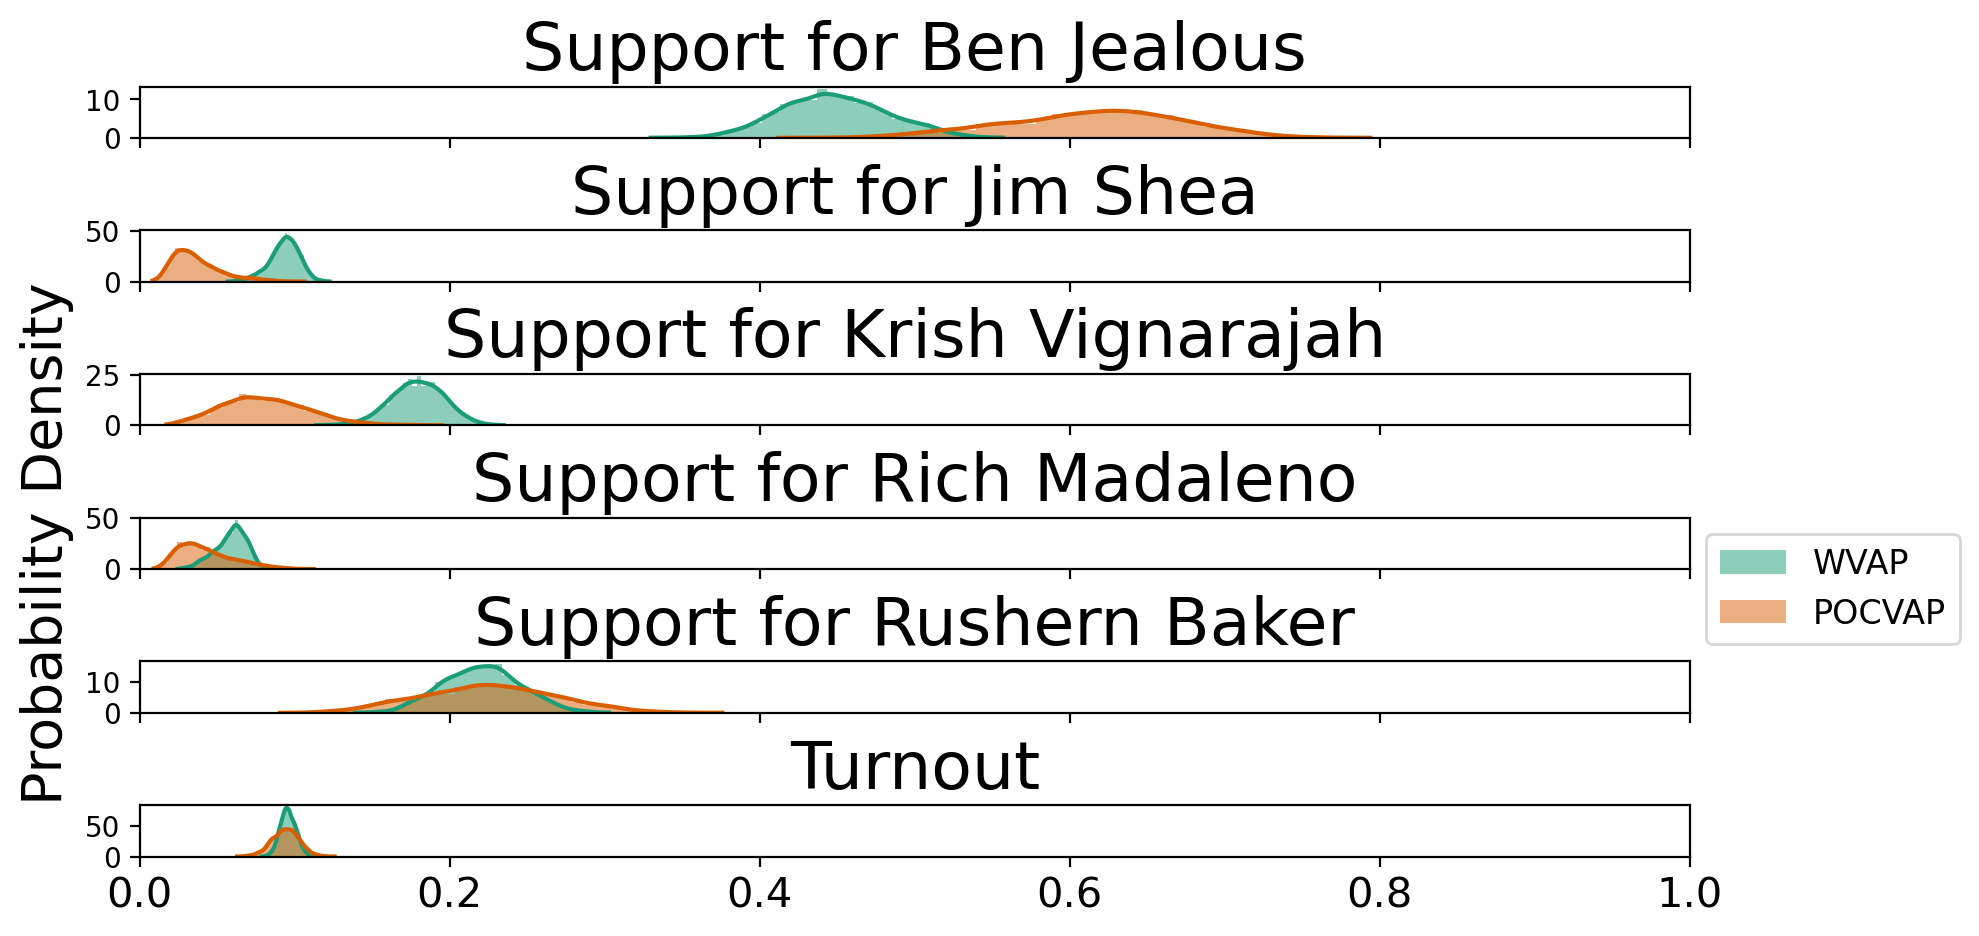 Support for Ben Jealous
10
0
Support for Jim Shea
50
0
Support for Krish Vignarajah
25
0
Support for Rich Madaleno
50
0
Support for Rushern Baker
10
0
Turnout
50
0
0.0 0.2 0.4 0.6 0.8 1.0
Probability Density
WVAP
POCVAP